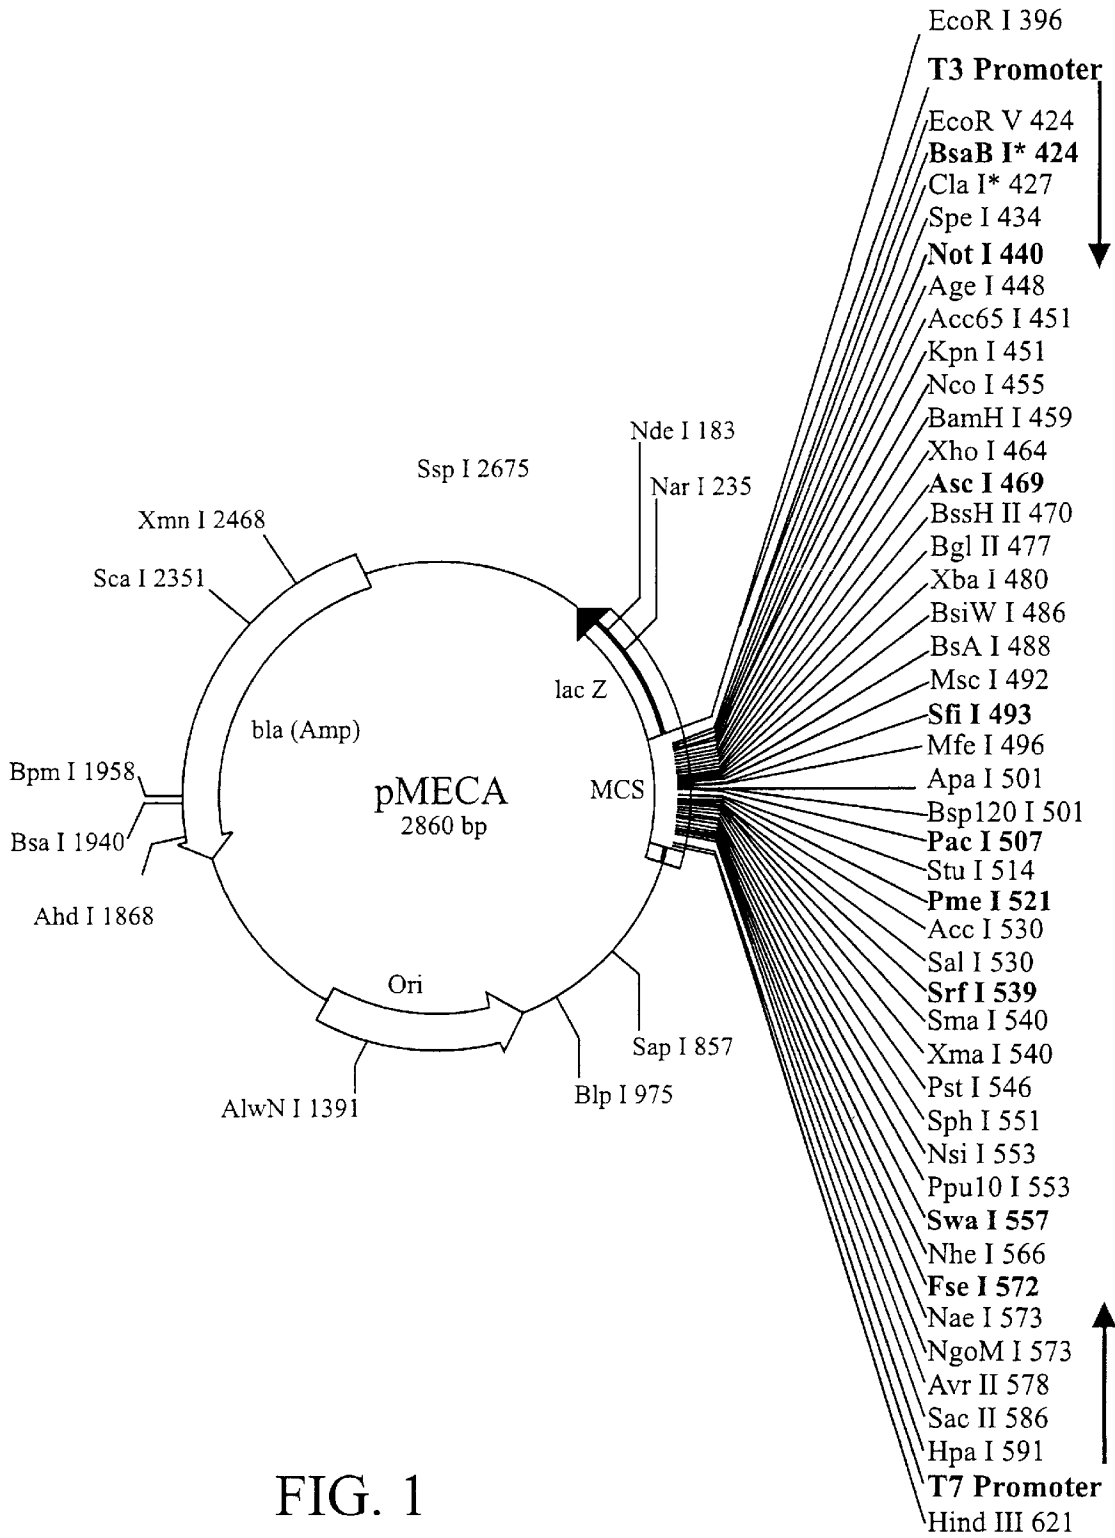 EcoR I 396
T3 Promoter
EcoR V 424
BsaB I* 424
Cla I* 427
Spe I 434
Not I 440
Age I 448
Acc65 I 451
Kpn I 451
Nco I 455
BamH I 459
Xho I 464
Asc I 469
BssH II 470
Bgl II 477
Xba I 480
BsiW I 486
BsA I 488
Msc I 492
Sfi I 493
Mfe I 496
Apa I 501
Bsp120 I 501
Pac I 507
Stu I 514
Pme I 521
Acc I 530
Sal I 530
Srf I 539
Sma I 540
Xma I 540
Pst I 546
Sph I 551
Nsi I 553
Ppu10 I 553
Swa I 557
Nhe I 566
Fse I 572
Nae I 573
NgoM I 573
Avr II 578
Sac II 586
Hpa I 591
T7 Promoter
Hind III 621
Nde I 183
Nar I 235
Ssp I 2675
Xmn I 2468
Sca I 2351
lac Z
bla (Amp)
Bpm I 1958
Bsa I 1940
Ahd I 1868
pMECA
2860 bp
MCS
Ori
Sap I 857
Blp I 975
AlwN I 1391
FIG. 1